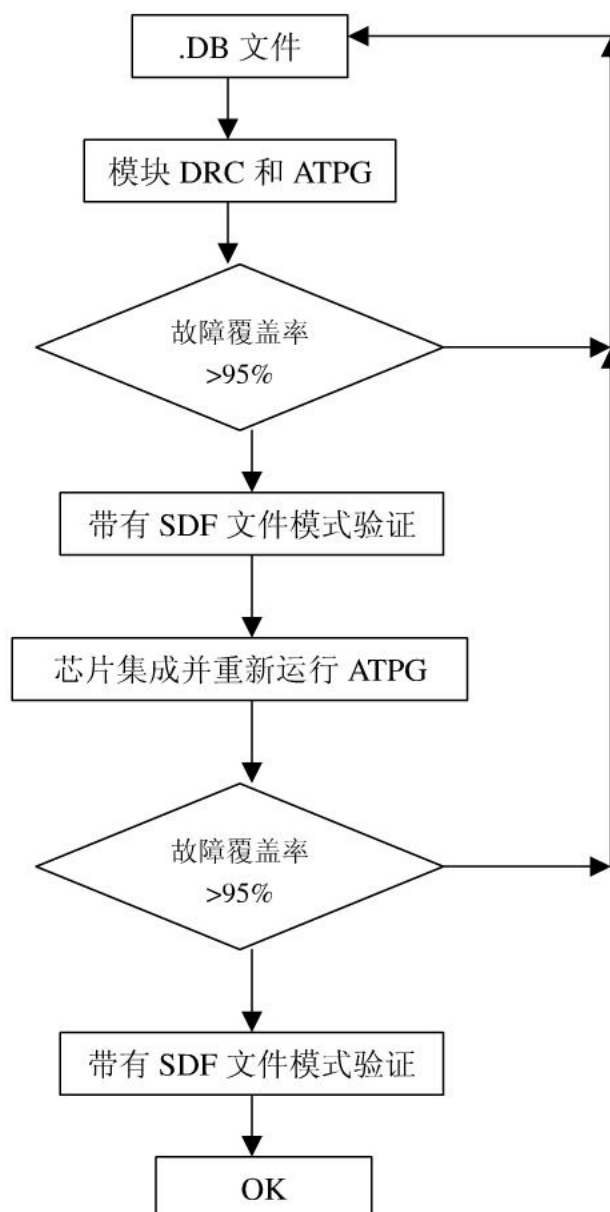 .DB 文件
模块 DRC 和 ATPG
故障覆盖率
>95%
带有 SDF 文件模式验证
芯片集成并重新运行 ATPG
故障覆盖率
>95%
带有 SDF 文件模式验证
OK